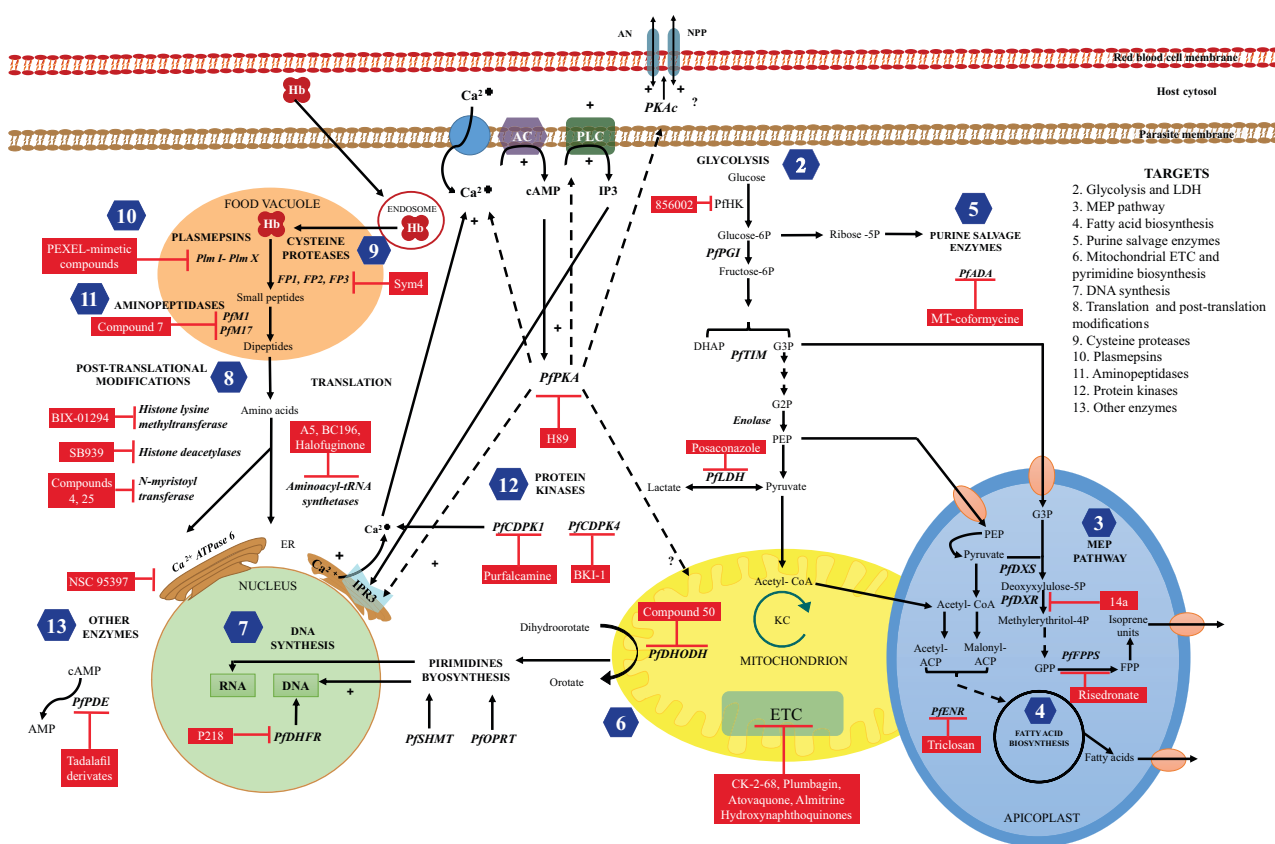 AN
NPP
Red blood cell membrane
Hb
Ca²⁺
PKAc
?
Host cytosol
+
+
+
AC
PLC
Parasite membrane
+
+
Ca²⁺
+
cAMP
IP3
ENDOSOME
Hb
FOOD VACUOLE
Hb
10
PLASMEPSINS
CYSTEINE
PROTEASES
9
PEXEL-mimetic
compounds
Plm I- Plm X
FP1, FP2, FP3
Sym4
Small peptides
11
AMINOPEPTIDASES
Compound 7
PfM1
PfM17
Dipeptides
POST-TRANSLATIONAL
MODIFICATIONS
8
TRANSLATION
Amino acids
BIX-01294
Histone lysine
methyltransferase
SB939
Histone deacetylases
Compounds
4, 25
N-myristoyl
transferase
A5, BC196,
Halofuginone
Aminoacyl-tRNA
synthetases
+
PfPKA
H89
12
PROTEIN
KINASES
PfCDPK1
PfCDPK4
Purfalcamine
BKI-1
Ca²⁺
Ca²⁺ ATPase 6
ER
+
Ca²⁺
+
IPR3
+
NSC 95397
NUCLEUS
7
DNA
SYNTHESIS
RNA
DNA
+
P218
PfDHFR
13
OTHER
ENZYMES
cAMP
PfPDE
AMP
Tadalafil
derivates
PIRIMIDINES
BYOSYNTHESIS
PfSHMT
PfOPRT
GLYCOLYSIS
2
Glucose
856002
PfHK
Glucose-6P
Ribose -5P
5
PURINE SALVAGE
ENZYMES
PfPGI
Fructose-6P
PfADA
MT-coformycine
DHAP
PfTIM
G3P
G2P
Enolase
PEP
Posaconazole
PfLDH
Lactate
Pyruvate
?
Acetyl- CoA
KC
Compound 50
Dihydroorotate
PfDHODH
Orotate
MITOCHONDRION
6
ETC
CK-2-68, Plumbagin,
Atovaquone, Almitrine
Hydroxynaphthoquinones
TARGETS
2. Glycolysis and LDH
3. MEP pathway
4. Fatty acid biosynthesis
5. Purine salvage enzymes
6. Mitochondrial ETC and
pyrimidine biosynthesis
7. DNA synthesis
8. Translation and post-translation
modifications
9. Cysteine proteases
10. Plasmepsins
11. Aminopeptidases
12. Protein kinases
13. Other enzymes
G3P
3
MEP
PATHWAY
PEP
Pyruvate
PfDXS
Deoxyxylulose-5P
PfDXR
14a
Methylerythritol-4P
Isoprene
units
Acetyl- CoA
Acetyl-
ACP
Malonyl-
ACP
PfFPPS
GPP
FPP
Risedronate
PfENR
Triclosan
4
FATTY ACID
BIOSYNTHESIS
Fatty acids
APICOPLAST